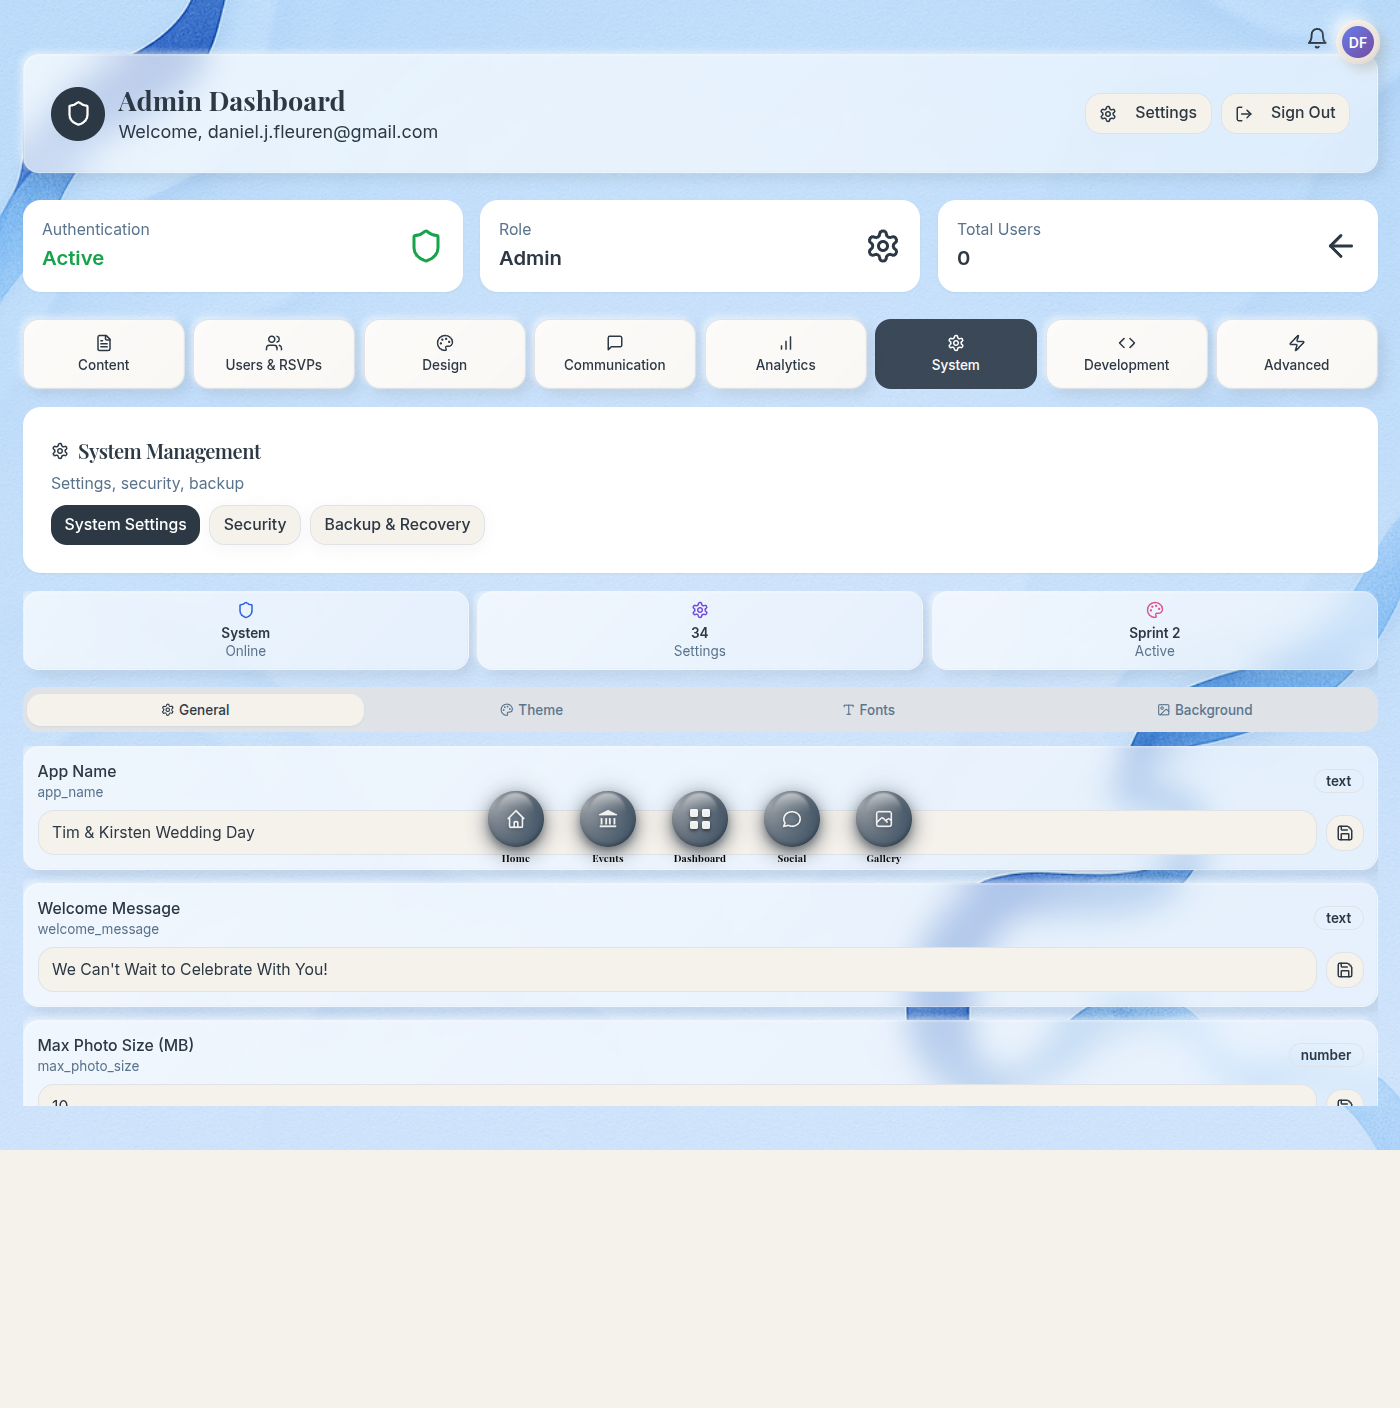 DF
Admin Dashboard
Welcome, daniel.j.fleuren@gmail.com
Settings
Sign Out
Authentication
Active
Role
Admin
Total Users
0
Content
Users & RSVPs
Design
Communication
Analytics
System
Development
Advanced
System Management
Settings, security, backup
System Settings
Security
Backup & Recovery
System
Online
34
Settings
Sprint 2
Active
General
Theme
Fonts
Background
App Name
app_name
text
Tim & Kirsten Wedding Day
Home
Events
Dashboard
Social
Gallery
Welcome Message
welcome_message
text
We Can't Wait to Celebrate With You!
Max Photo Size (MB)
max_photo_size
number
10